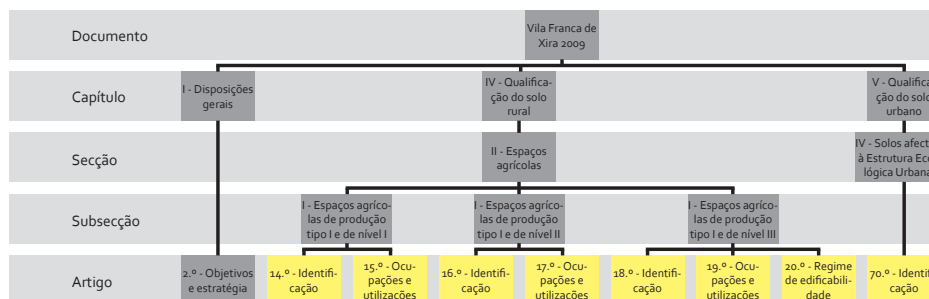 Documento
Vila Franca de
Xira 2009
Capítulo
I - Disposições
gerais
IV - Qualifica-
ção do solo
rural
V - Qualifica
ção do solo
urbano
Secção
II - Espaços
agrícolas
IV - Solos afect
à Estrutura Eco
lógica Urbana
Subsecção
I - Espaços agríco-
las de produção
tipo I e de nível I
I - Espaços agríco-
las de produção
tipo I e de nível II
I - Espaços agríco-
las de produção
tipo I e de nível III
Artigo
2.º - Objetivos
e estratégia
14.º - Identifi-
cação
15.º - Ocu-
pações e
utilizações
16.º - Identifi-
cação
17.º - Ocu-
pações e
utilizações
18.º - Identifi-
cação
19.º - Ocu-
pações e
utilizações
20.º - Regime
de edificabili-
dade
70.º - Identif
cação